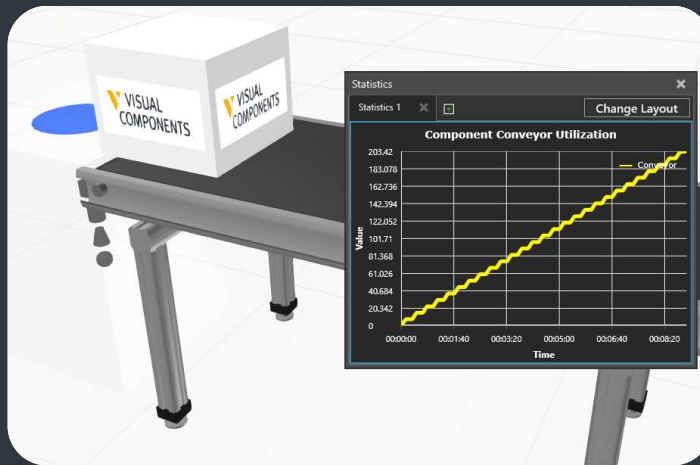 VISUAL
COMPONENTS
VISUAL
COMPONENTS
Statistics
Statistics 1
Change Layout
Component Conveyor Utilization
203.42
183.078
162.736
142.394
122.052
101.71
81.368
61.026
40.684
20.342
0
Value
Conveyor
00:00:00 00:01:40 00:03:20 00:05:00 00:06:40 00:08:20
Time